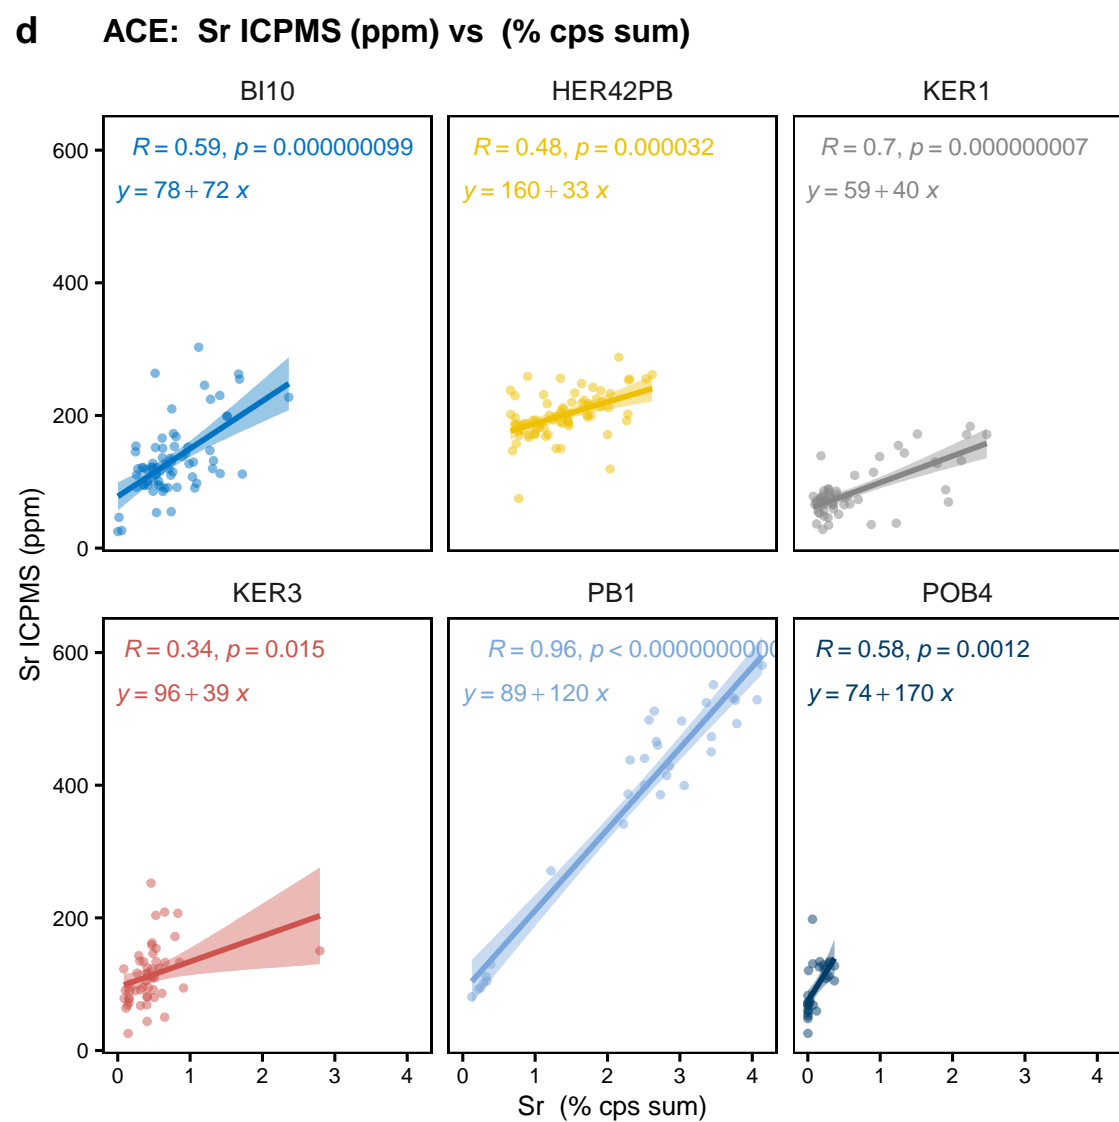 d ACE: Sr ICPMS (ppm) vs (% cps sum)
BI10 HER42PB KER1
R = 0.59, p = 0.000000099 R = 0.48, p = 0.000032 R = 0.7, p = 0.000000007
y = 78 + 72 x y = 160 + 33 x y = 59 + 40 x
600
400
200
0
Sr ICPMS (ppm)
KER3 PB1 POB4
R = 0.34, p = 0.015 R = 0.96, p < 0.0000000000 R = 0.58, p = 0.0012
y = 96 + 39 x y = 89 + 120 x y = 74 + 170 x
600
400
200
0
0 1 2 3 4 0 1 2 3 4 0 1 2 3 4
Sr (% cps sum)